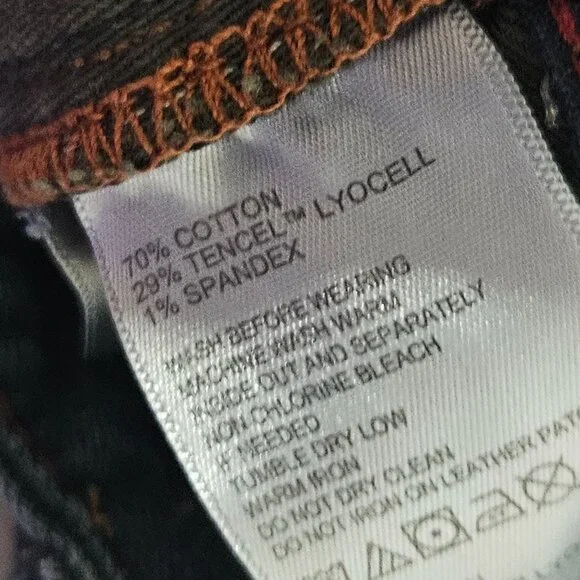 70% COTTON
29% TENCEL™ LYOCELL
1% SPANDEX
WASH BEFORE WEARING
MACHINE WASH WARM
INSIDE OUT AND SEPARATELY
NON-CHLORINE BLEACH
IF NEEDED
TUMBLE DRY LOW
WARM IRON
DO NOT DRY CLEAN
DO NOT IRON ON LEATHER PATC